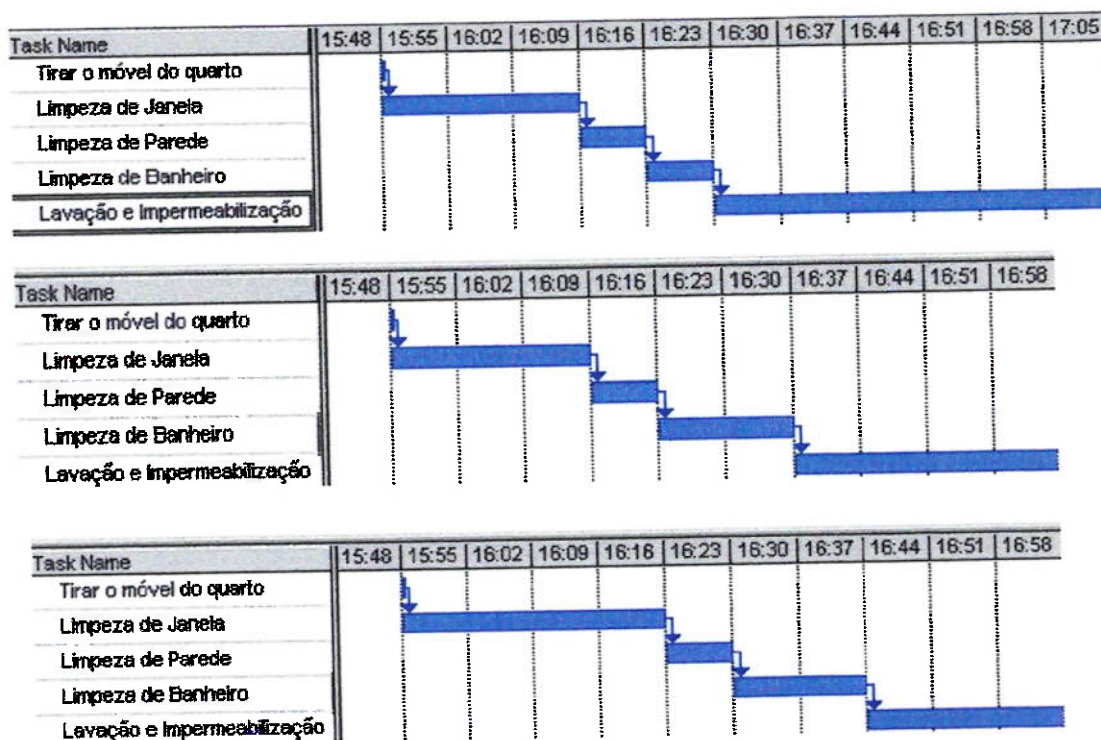 Task Name 15:48 15:55 16:02 16:09 16:16 16:23 16:30 16:37 16:44 16:51 16:58 17:05
Tirar o móvel do quarto
Limpeza de Janela
Limpeza de Parede
Limpeza de Banheiro
Lavação e Impermeabilização
Task Name 15:48 15:55 16:02 16:09 16:16 16:23 16:30 16:37 16:44 16:51 16:58
Tirar o móvel do quarto
Limpeza de Janela
Limpeza de Parede
Limpeza de Banheiro
Lavação e Impermeabilização
Task Name 15:48 15:55 16:02 16:09 16:16 16:23 16:30 16:37 16:44 16:51 16:58
Tirar o móvel do quarto
Limpeza de Janela
Limpeza de Parede
Limpeza de Banheiro
Lavação e Impermeabilização